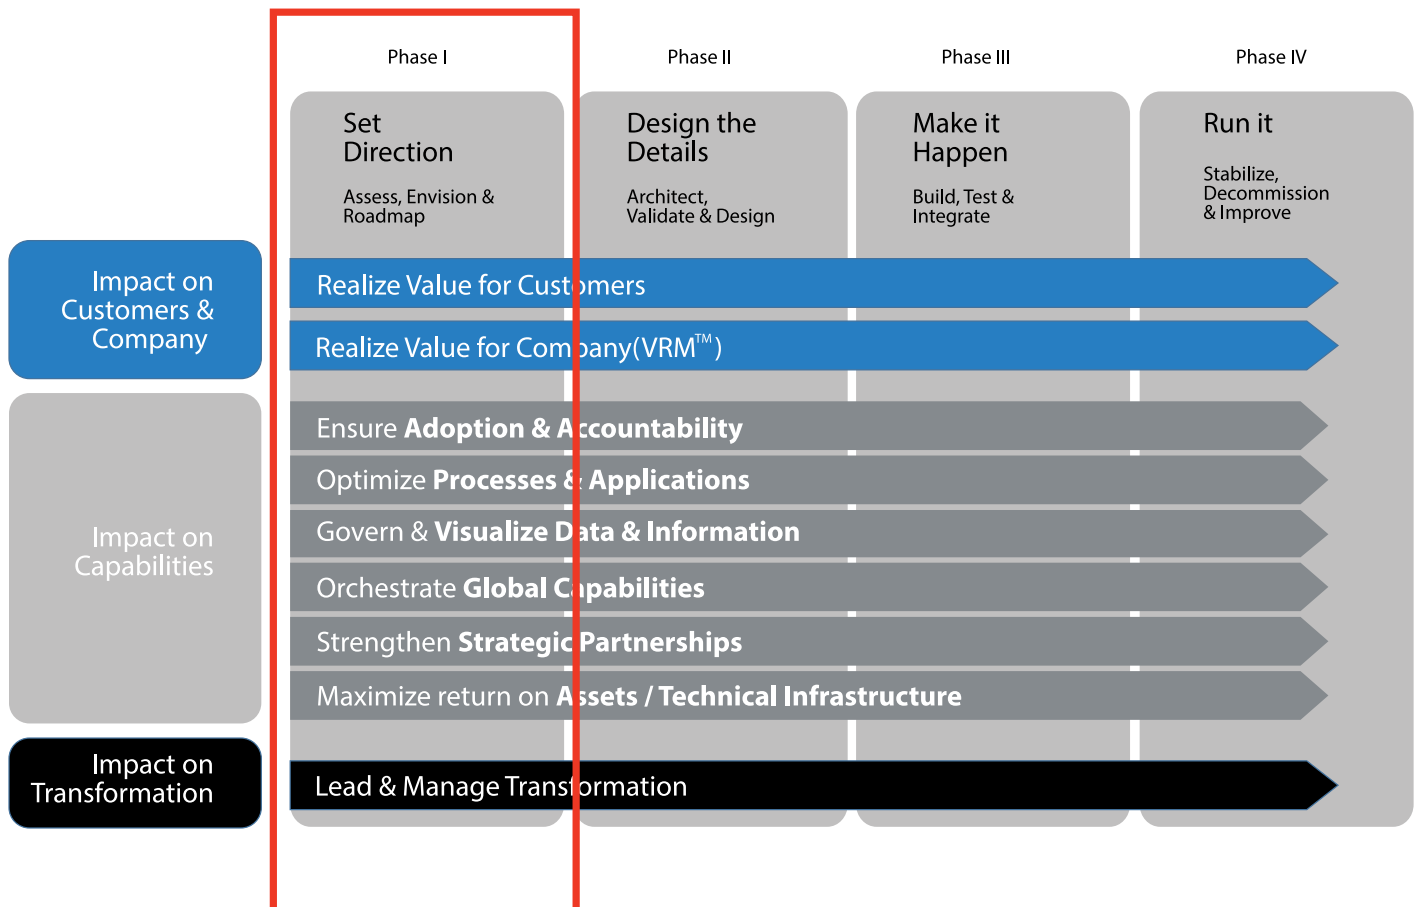 Phase I
Phase II
Phase III
Phase IV
Set
Direction
Assess, Envision &
Roadmap
Design the
Details
Architect,
Validate & Design
Make it
Happen
Build, Test &
Integrate
Run it
Stabilize,
Decommission
& Improve
Impact on
Customers &
Company
Realize Value for Customers
Realize Value for Company(VRM™)
Impact on
Capabilities
Ensure Adoption & Accountability
Optimize Processes & Applications
Govern & Visualize Data & Information
Orchestrate Global Capabilities
Strengthen Strategic Partnerships
Maximize return on Assets / Technical Infrastructure
Impact on
Transformation
Lead & Manage Transformation